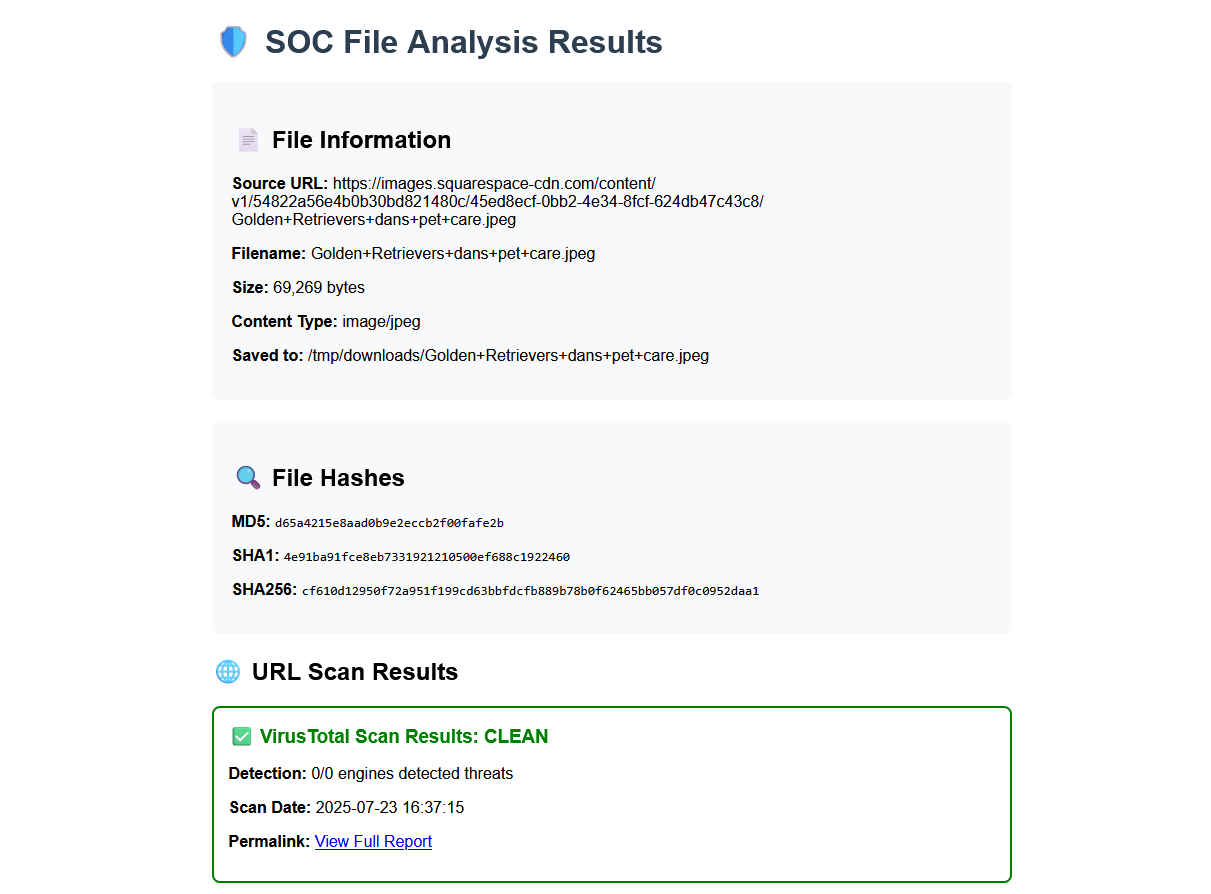 SOC File Analysis Results
File Information
Source URL: https://images.squarespace-cdn.com/content/
v1/54822a56e4b0b30bd821480c/45ed8ecf-0bb2-4e34-8fcf-624db47c43c8/
Golden+Retrievers+dans+pet+care.jpeg
Filename: Golden+Retrievers+dans+pet+care.jpeg
Size: 69,269 bytes
Content Type: image/jpeg
Saved to: /tmp/downloads/Golden+Retrievers+dans+pet+care.jpeg
File Hashes
MD5: d65a4215e8aad0b9e2eccb2f00fafe2b
SHA1: 4e91ba91fce8eb7331921210500ef688c1922460
SHA256: cf610d12950f72a951f199cd63bbfdcfb889b78b0f62465bb057df0c0952daa1
URL Scan Results
VirusTotal Scan Results: CLEAN
Detection: 0/0 engines detected threats
Scan Date: 2025-07-23 16:37:15
Permalink: View Full Report